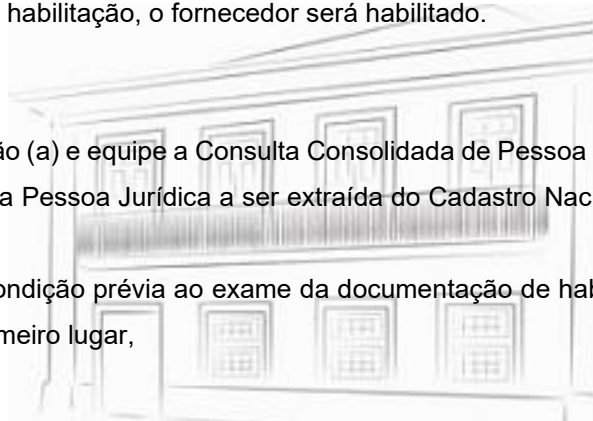 habilitação, o fornecedor será habilitado.
ão (a) e equipe a Consulta Consolidada de Pessoa
a Pessoa Jurídica a ser extraída do Cadastro Nac
ondição prévia ao exame da documentação de hab
meiro lugar,